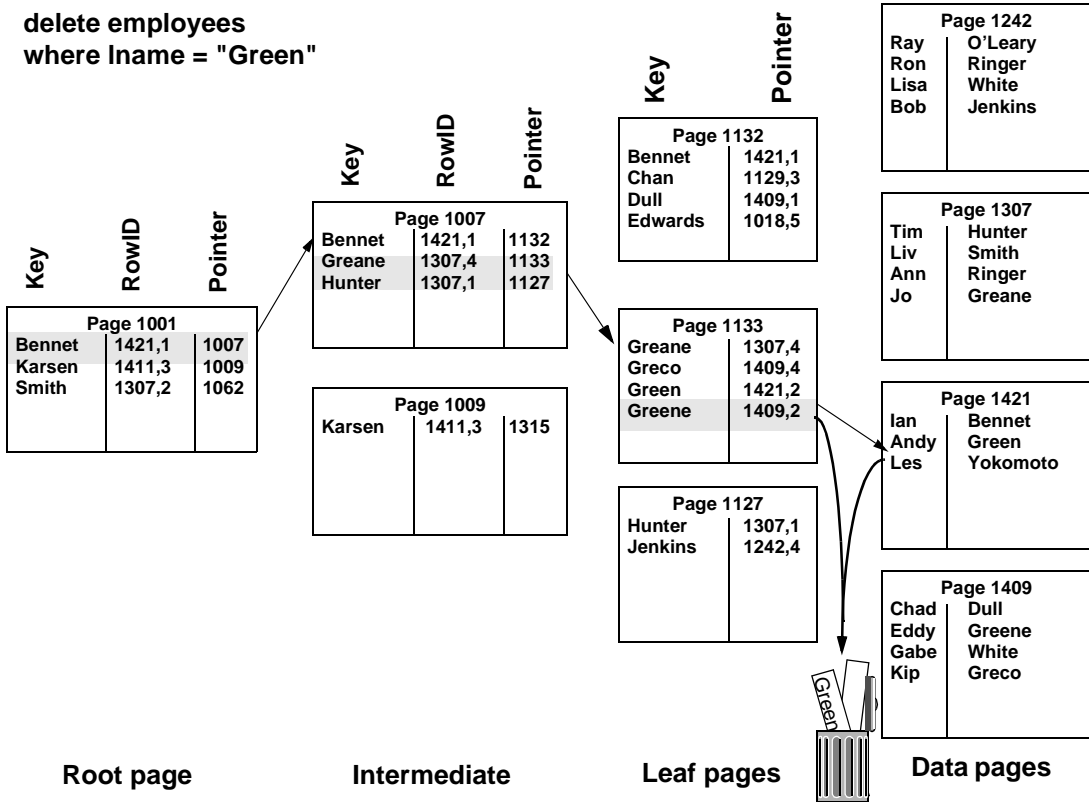 delete employees
where lname = "Green"
Key
RowID
Pointer
Page 1001
Bennet 1421,1 1007
Karsen 1411,3 1009
Smith 1307,2 1062
Root page
Key
RowID
Pointer
Page 1007
Bennet 1421,1 1132
Greane 1307,4 1133
Hunter 1307,1 1127
Page 1009
Karsen 1411,3 1315
Intermediate
Key
Pointer
Page 1132
Bennet 1421,1
Chan 1129,3
Dull 1409,1
Edwards 1018,5
Page 1133
Greane 1307,4
Greco 1409,4
Green 1421,2
Greene 1409,2
Page 1127
Hunter 1307,1
Jenkins 1242,4
Green
Leaf pages
Page 1242
Ray O'Leary
Ron Ringer
Lisa White
Bob Jenkins
Page 1307
Tim Hunter
Liv Smith
Ann Ringer
Jo Greane
Page 1421
Ian Bennet
Andy Green
Les Yokomoto
Page 1409
Chad Dull
Eddy Greene
Gabe White
Kip Greco
Data pages